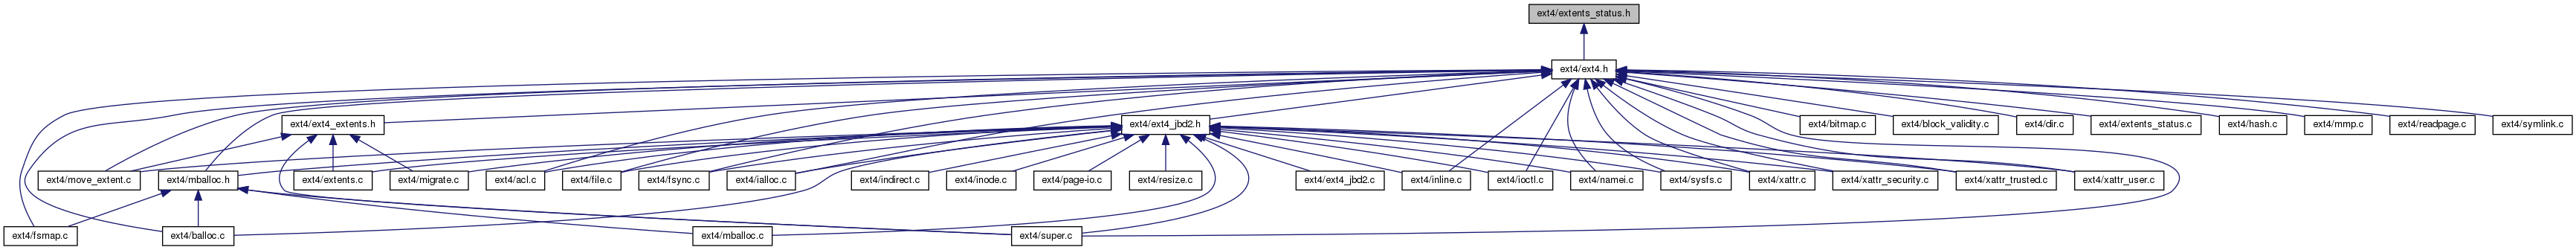 ext4/extents_status.h
ext4/ext4.h
ext4/ext4_extents.h
ext4/ext4_jbd2.h
ext4/bitmap.c
ext4/block_validity.c
ext4/dir.c
ext4/extents_status.c
ext4/hash.c
ext4/mmp.c
ext4/readpage.c
ext4/symlink.c
ext4/move_extent.c
ext4/mballoc.h
ext4/extents.c
ext4/migrate.c
ext4/acl.c
ext4/file.c
ext4/fsync.c
ext4/ialloc.c
ext4/indirect.c
ext4/inode.c
ext4/page-io.c
ext4/resize.c
ext4/ext4_jbd2.c
ext4/inline.c
ext4/ioctl.c
ext4/namei.c
ext4/sysfs.c
ext4/xattr.c
ext4/xattr_security.c
ext4/xattr_trusted.c
ext4/xattr_user.c
ext4/fsmap.c
ext4/balloc.c
ext4/mballoc.c
ext4/super.c